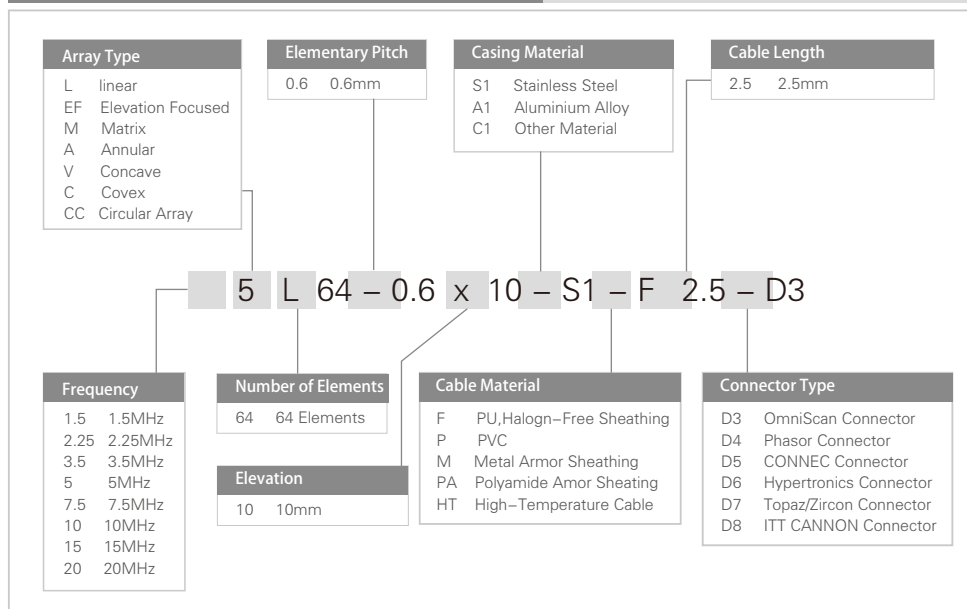 Array Type
L linear
EF Elevation Focused
M Matrix
A Annular
V Concave
C Covex
CC Circular Array
Elementary Pitch
0.6 0.6mm
Casing Material
S1 Stainless Steel
A1 Aluminium Alloy
C1 Other Material
Cable Length
2.5 2.5mm
5 L 64 – 0.6 x 10 – S1 – F 2.5 – D3
Frequency
1.5 1.5MHz
2.25 2.25MHz
3.5 3.5MHz
5 5MHz
7.5 7.5MHz
10 10MHz
15 15MHz
20 20MHz
Number of Elements
64 64 Elements
Elevation
10 10mm
Cable Material
F PU,Halogn–Free Sheathing
P PVC
M Metal Armor Sheathing
PA Polyamide Amor Sheating
HT High–Temperature Cable
Connector Type
D3 OmniScan Connector
D4 Phasor Connector
D5 CONNEC Connector
D6 Hypertronics Connector
D7 Topaz/Zircon Connector
D8 ITT CANNON Connector